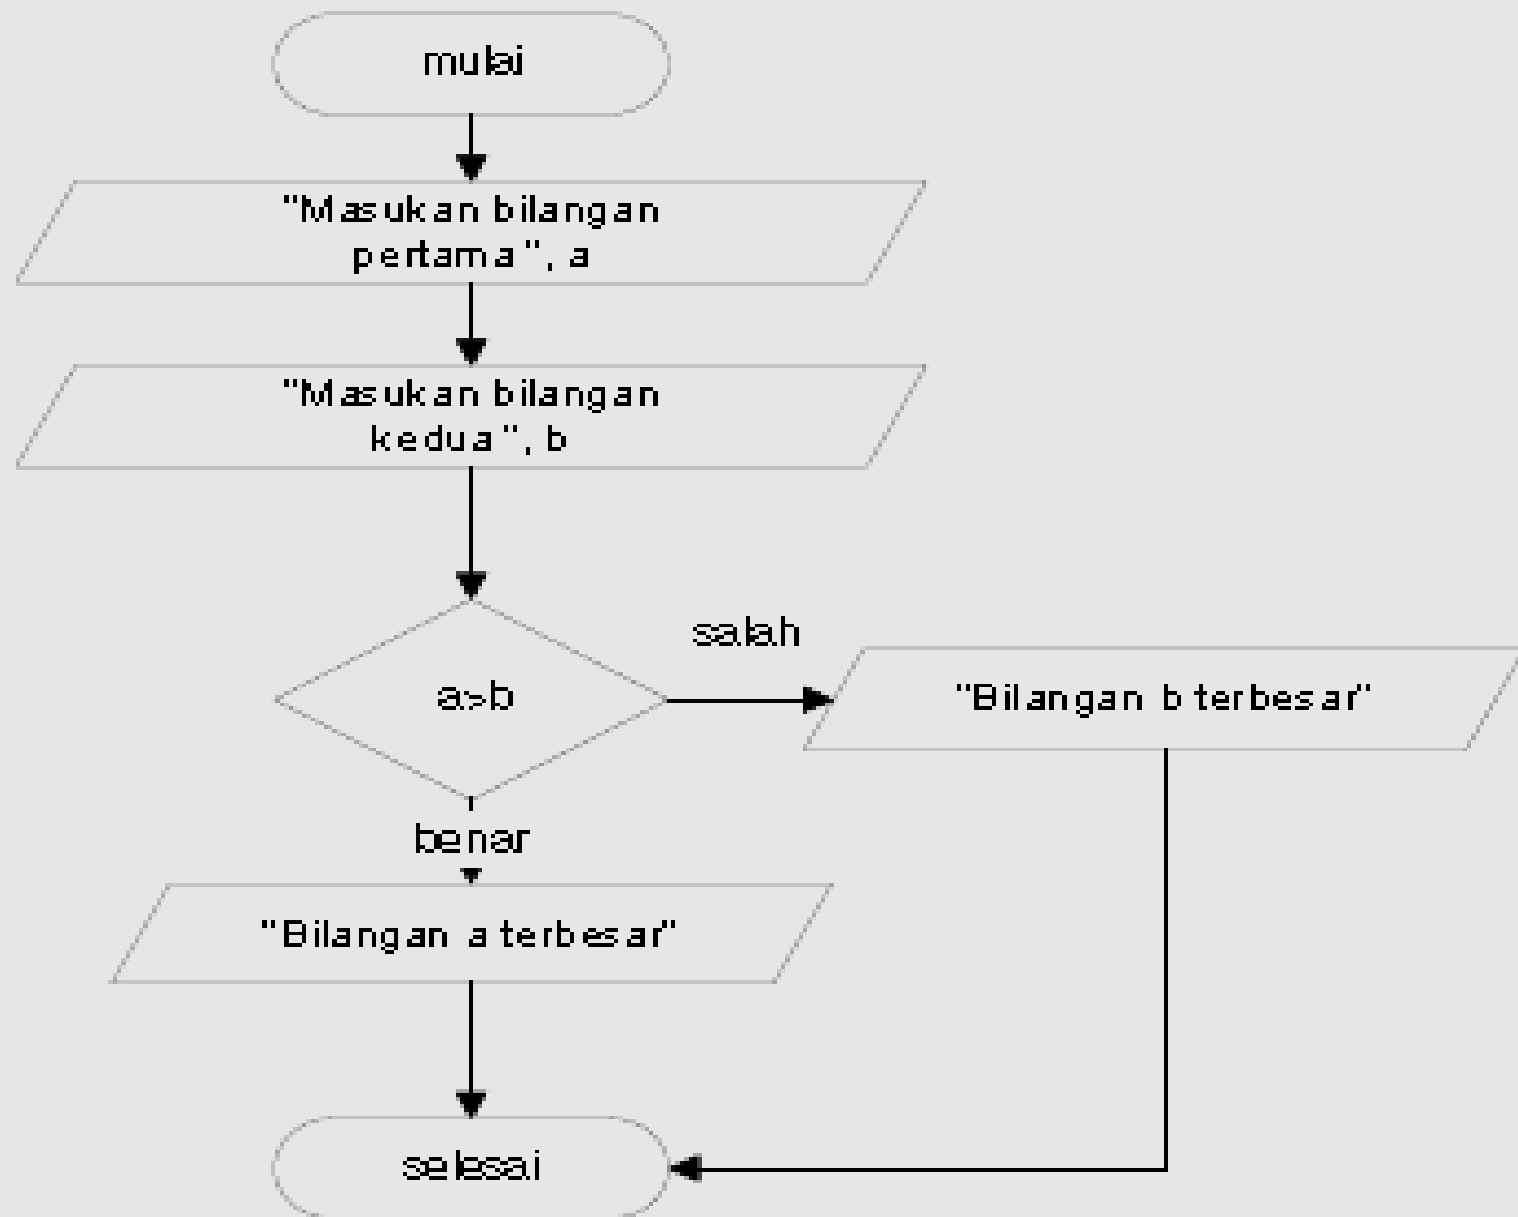 mulai
"Masukan bilangan
pertama", a
"Masukan bilangan
kedua", b
a>b
salah
"Bilangan b terbesar"
benar
"Bilangan a terbesar"
selesai